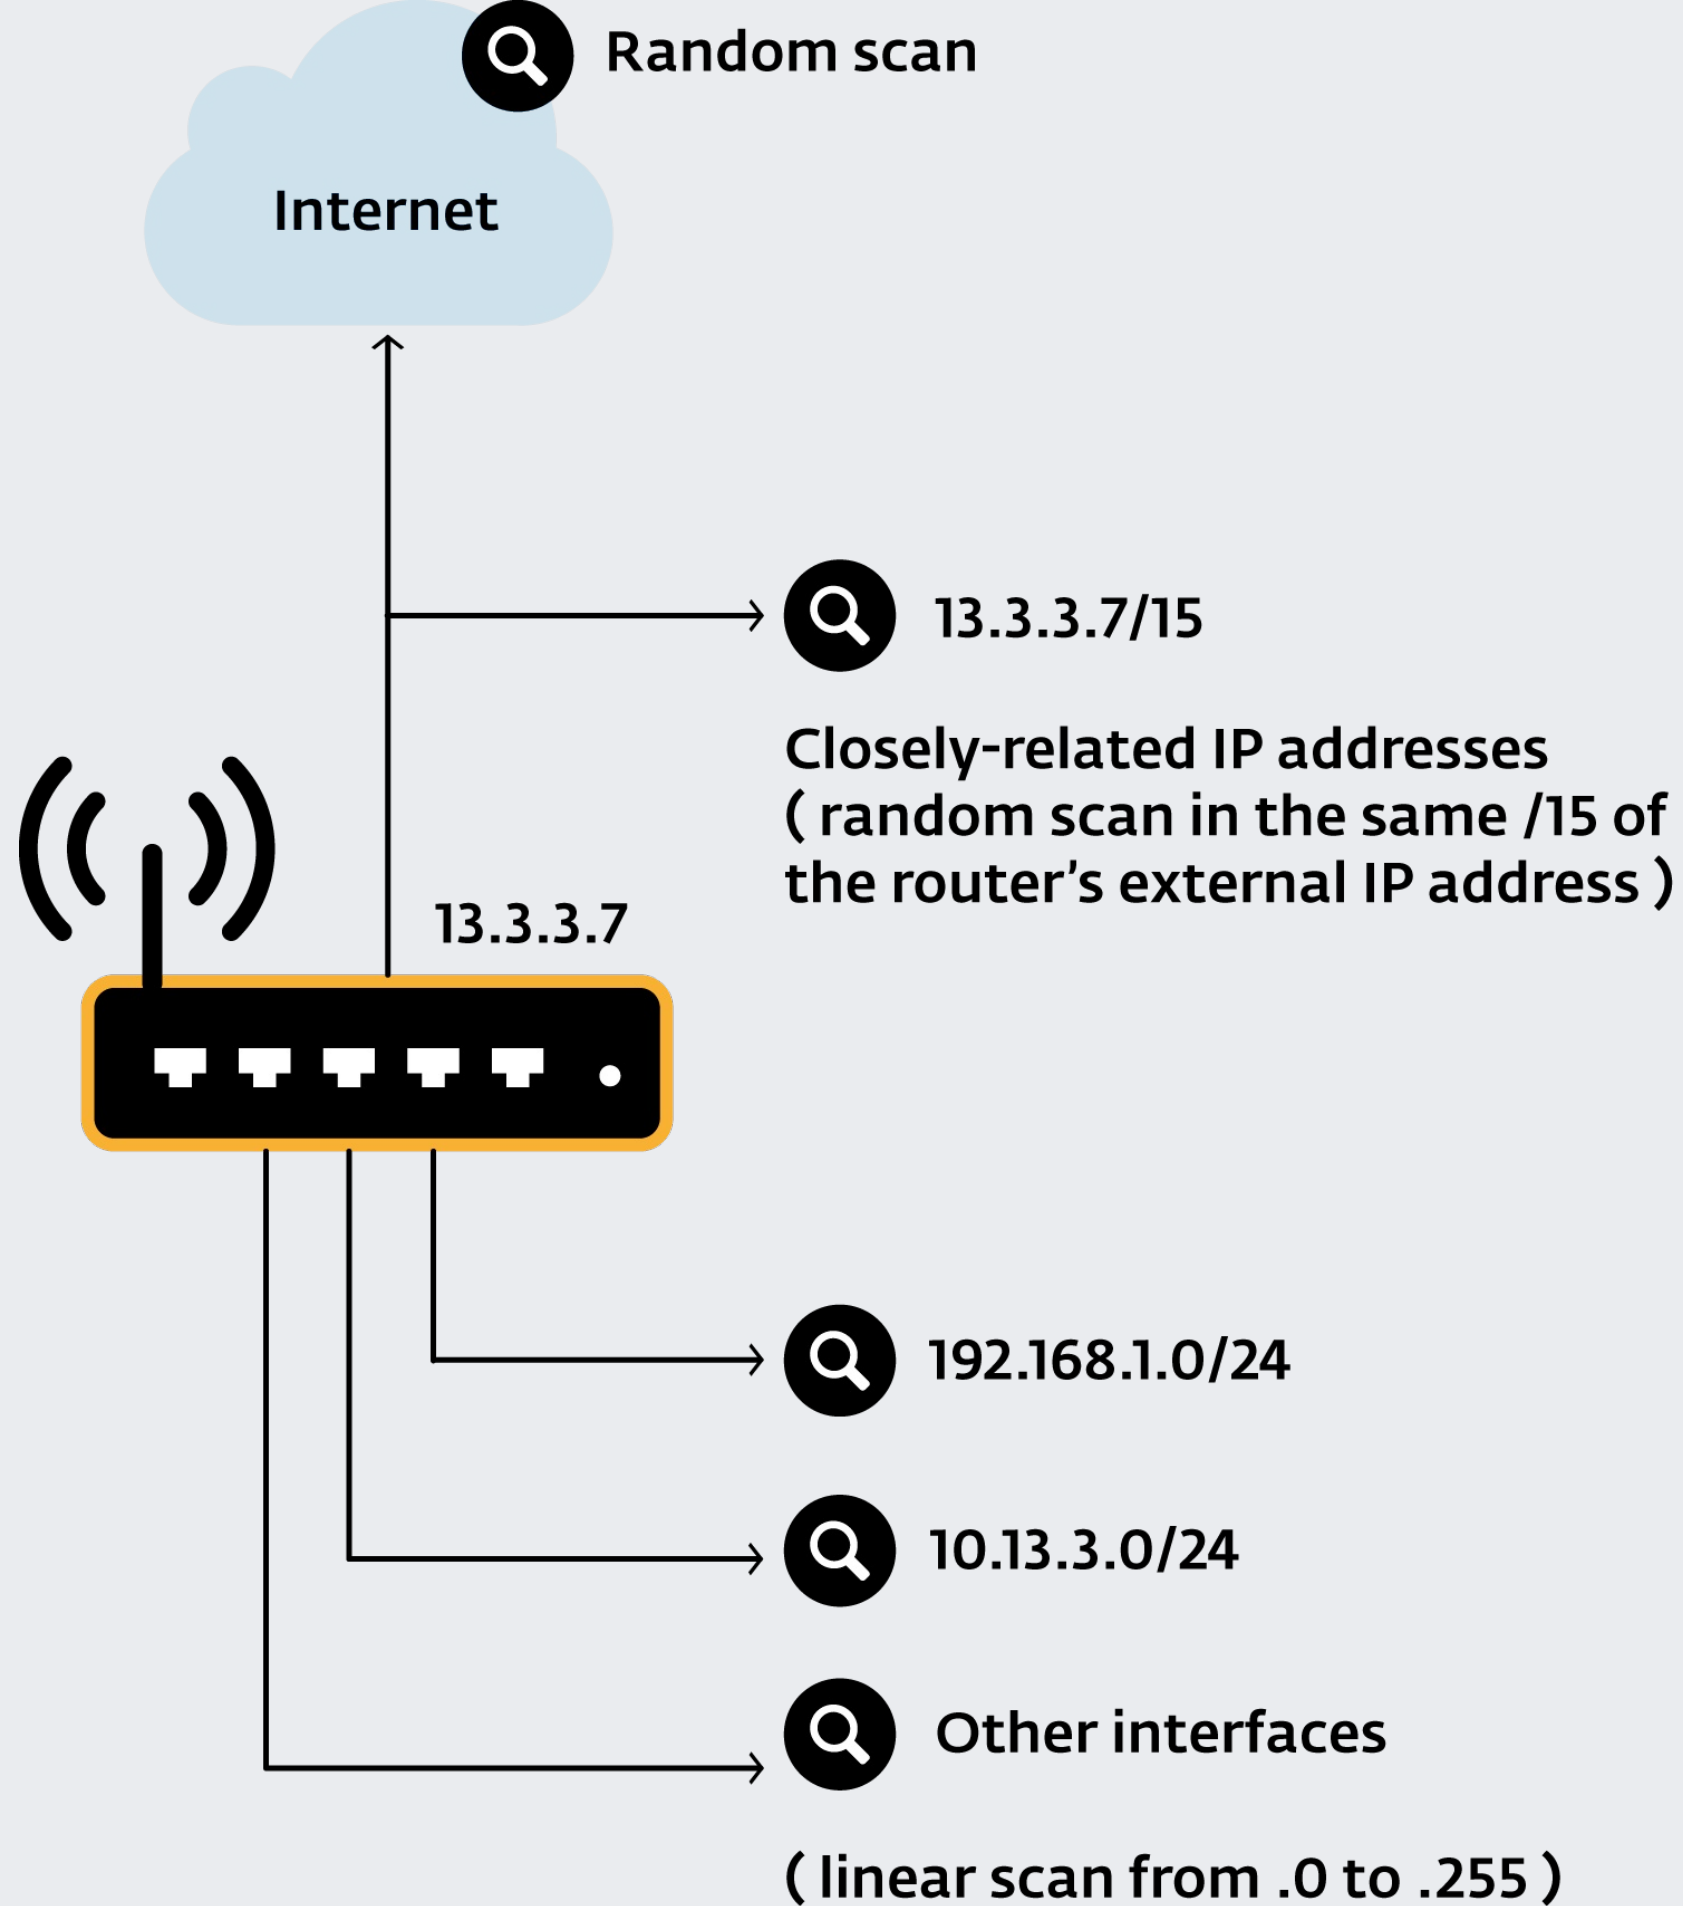 Random scan
Internet
13.3.3.7/15
Closely-related IP addresses
( random scan in the same /15 of
the router’s external IP address )
13.3.3.7
192.168.1.0/24
10.13.3.0/24
Other interfaces
( linear scan from .0 to .255 )